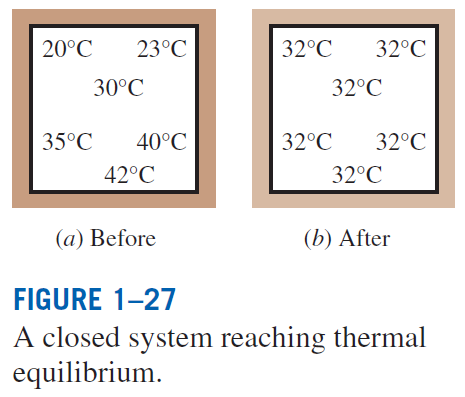 20°C 23°C
30°C
35°C 40°C
42°C
(a) Before
32°C 32°C
32°C
32°C 32°C
32°C
(b) After
FIGURE 1–27
A closed system reaching thermal
equilibrium.